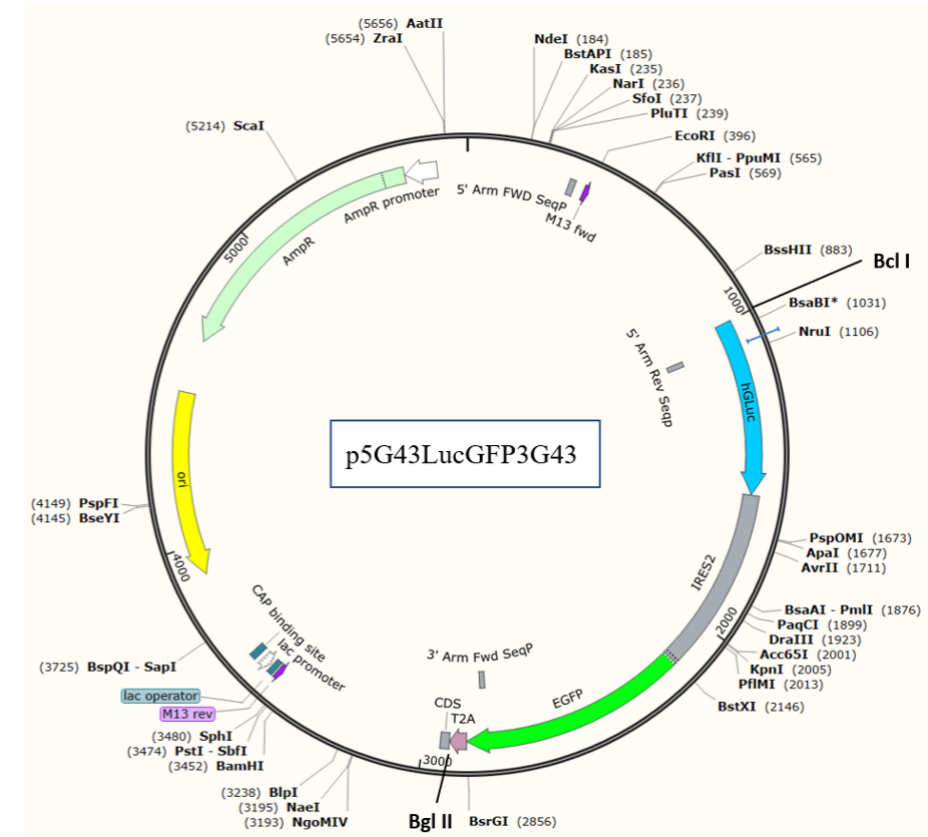 (5656) AatII
(5654) ZraI
NdeI (184)
BstAPI (185)
KasI (235)
NarI (236)
SfoI (237)
PluTI (239)
EcoRI (396)
KflI - PpuMI (565)
PasI (569)
(5214) ScaI
5' Arm FWD SeqP
M13 fwd
AmpR promoter
AmpR
5000
BssHII (883)
Bcl I
1000
BsaBI* (1031)
NruI (1106)
5' Arm Rev Seqp
hGLuc
p5G43LucGFP3G43
ori
(4149) PspFI
(4145) BseYI
4000
PspOMI (1673)
ApaI (1677)
AvrII (1711)
IRES2
2000
BsaAI - PmlI (1876)
PaqCI (1899)
DraIII (1923)
Acc65I (2001)
KpnI (2005)
PflMI (2013)
BstXI (2146)
CAP binding site
lac promoter
3' Arm Fwd SeqP
EGFP
CDS
T2A
3000
(3725) BspQI - SapI
lac operator
M13 rev
(3480) SphI
(3474) PstI - SbfI
(3452) BamHI
(3238) BlpI
(3195) NaeI
(3193) NgoMIV
Bgl II
BsrGI (2856)